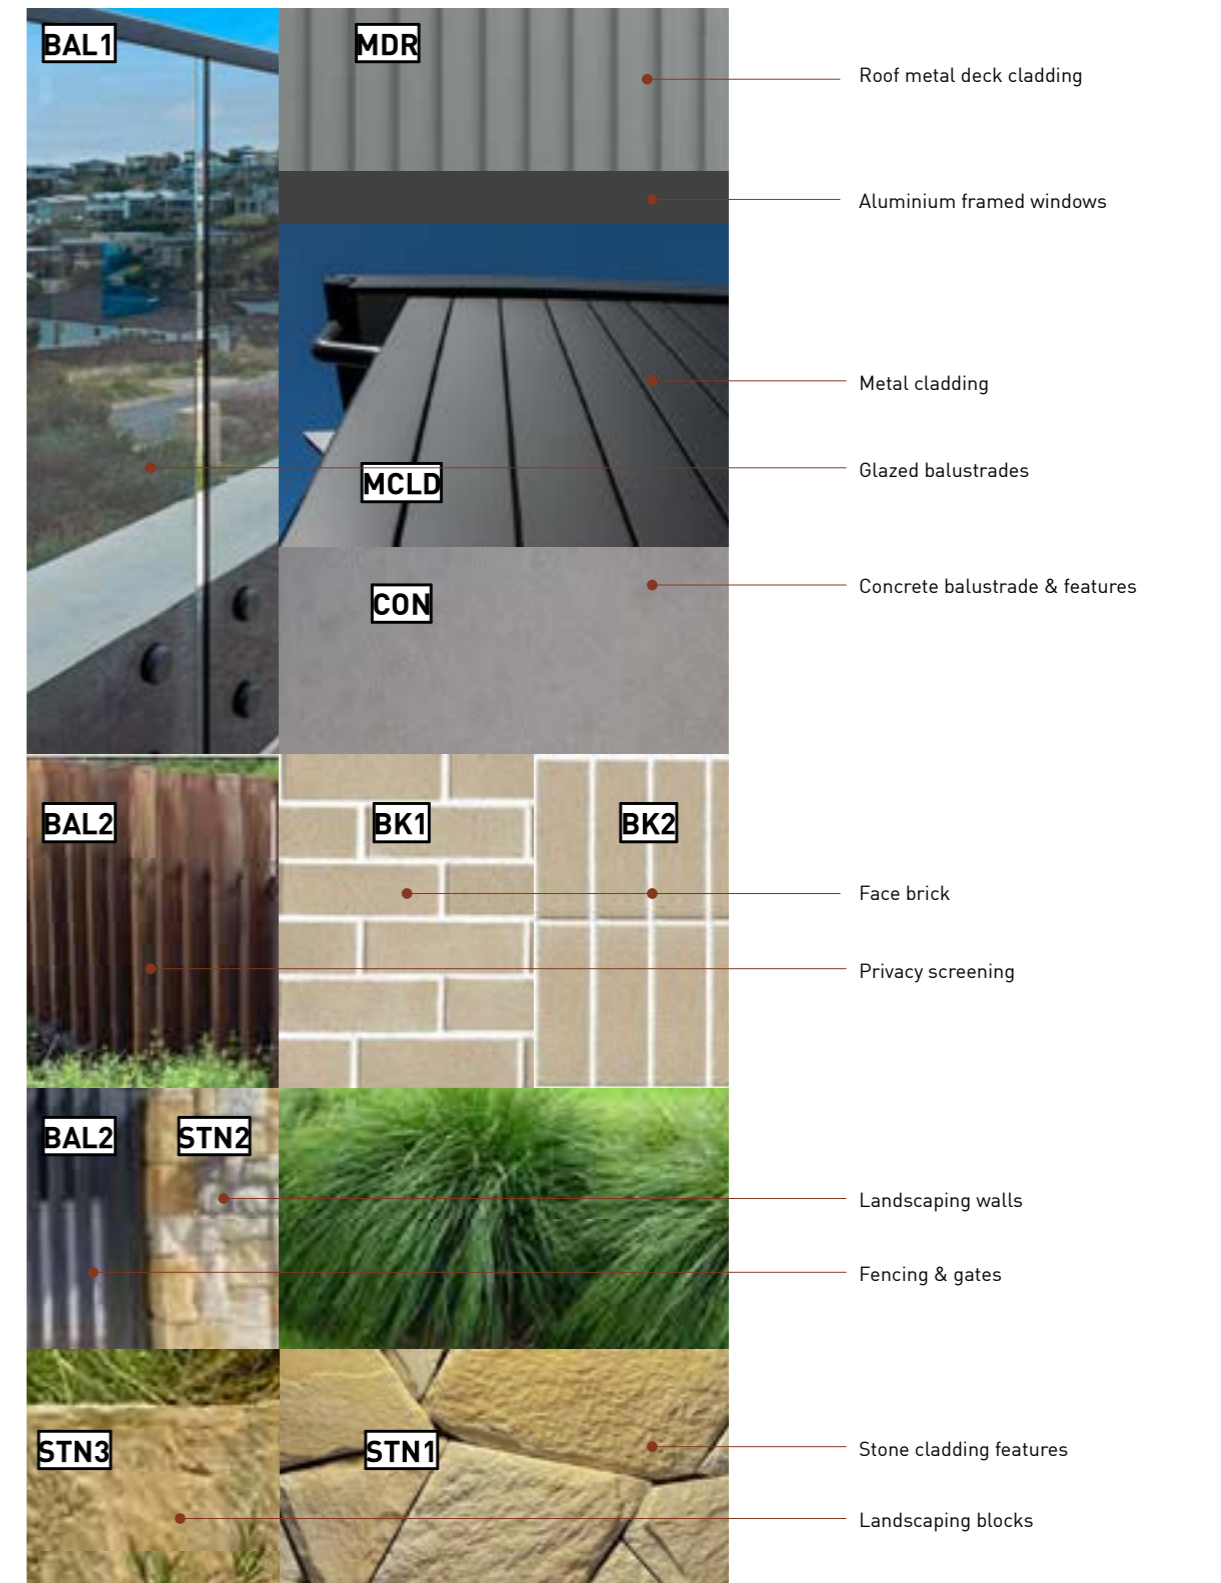 BAL1
MDR
Roof metal deck cladding
Aluminium framed windows
Metal cladding
Glazed balustrades
MCLD
Concrete balustrade & features
CON
BAL2
BK1
BK2
Face brick
Privacy screening
BAL2
STN2
Landscaping walls
Fencing & gates
STN3
STN1
Stone cladding features
Landscaping blocks